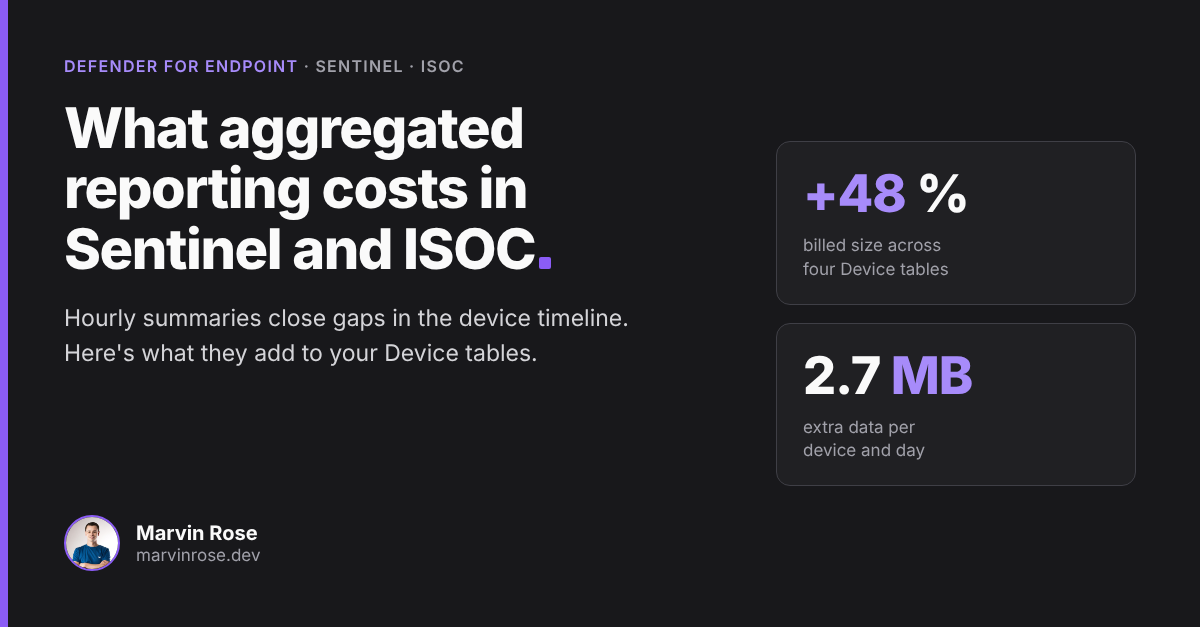 DEFENDER FOR ENDPOINT · SENTINEL · ISOC
What aggregated
reporting costs in
Sentinel and ISOC.
Hourly summaries close gaps in the device timeline.
Here's what they add to your Device tables.
+48 %
billed size across
four Device tables
2.7 MB
extra data per
device and day
Marvin Rose
marvinrose.dev